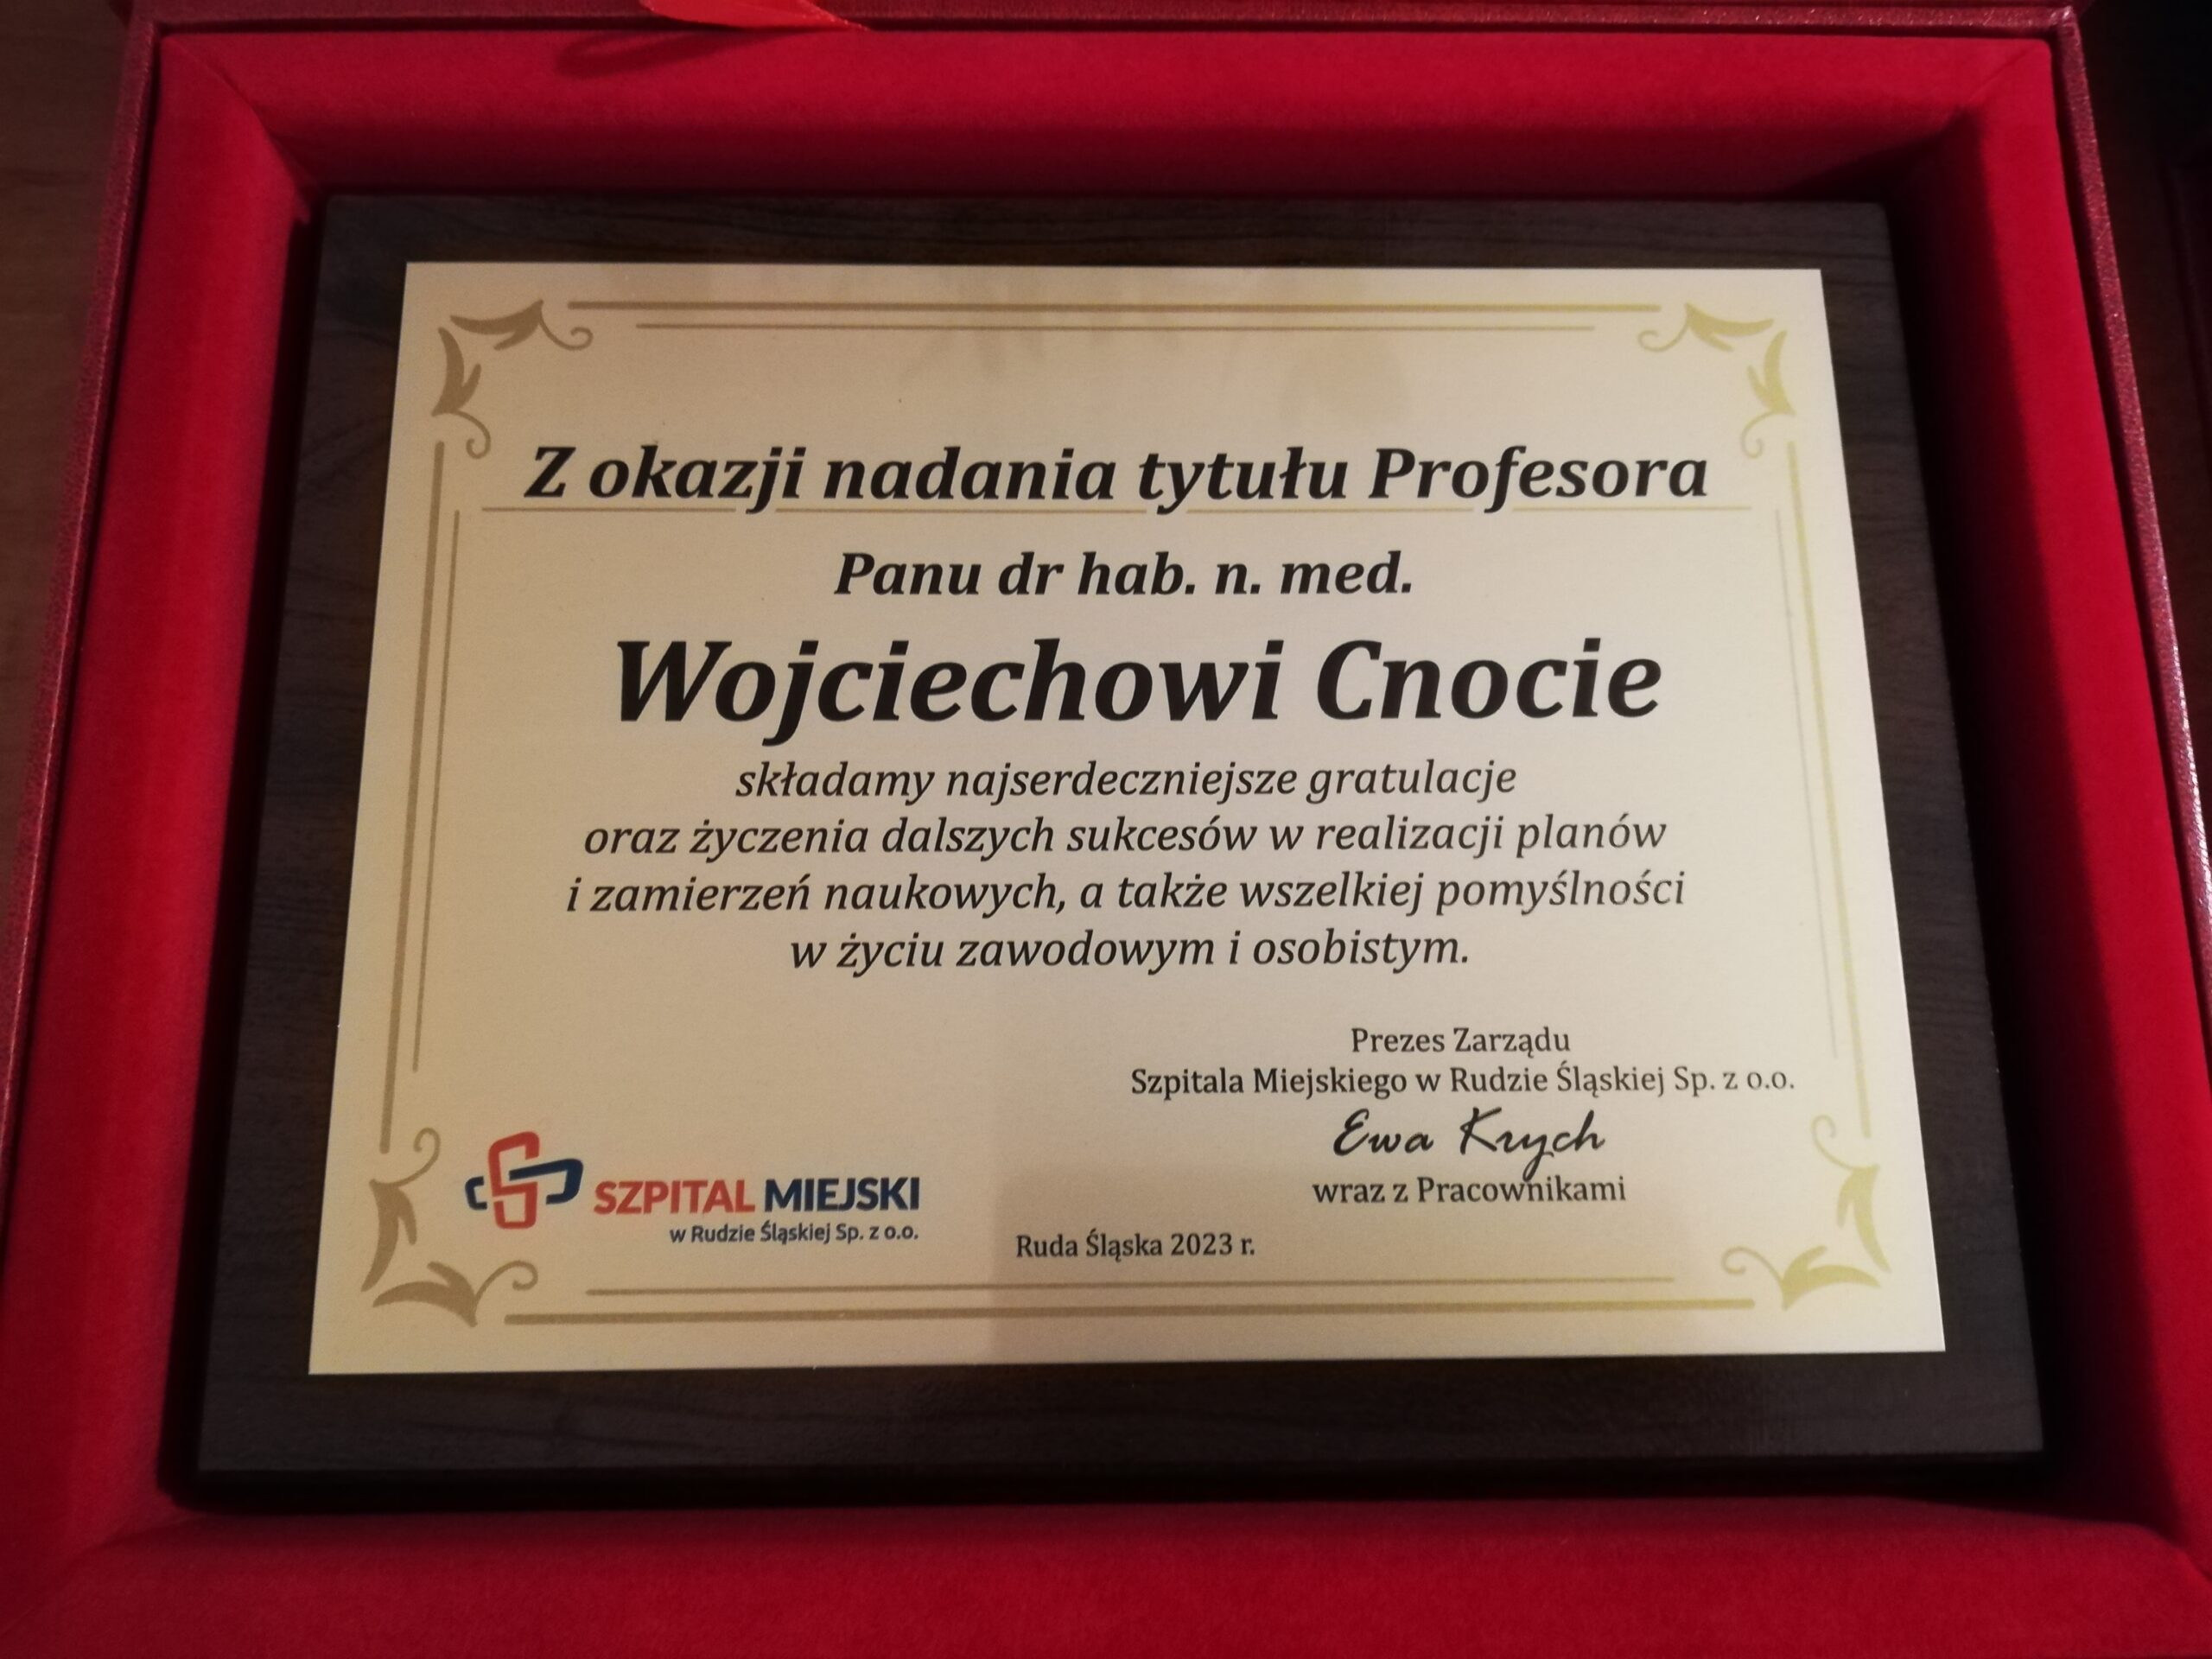 Z okazji nadania tytułu Profesora
Panu dr hab. n. med.
Wojciechowi Cnocie
składamy najserdeczniejsze gratulacje
oraz życzenia dalszych sukcesów w realizacji planów
i zamierzeń naukowych, a także wszelkiej pomyślności
w życiu zawodowym i osobistym.
Prezes Zarządu
Szpitala Miejskiego w Rudzie Śląskiej Sp. z o.o.
Ewa Krych
wraz z Pracownikami
SZPITAL MIEJSKI
w Rudzie Śląskiej Sp. z o.o.
Ruda Śląska 2023 r.